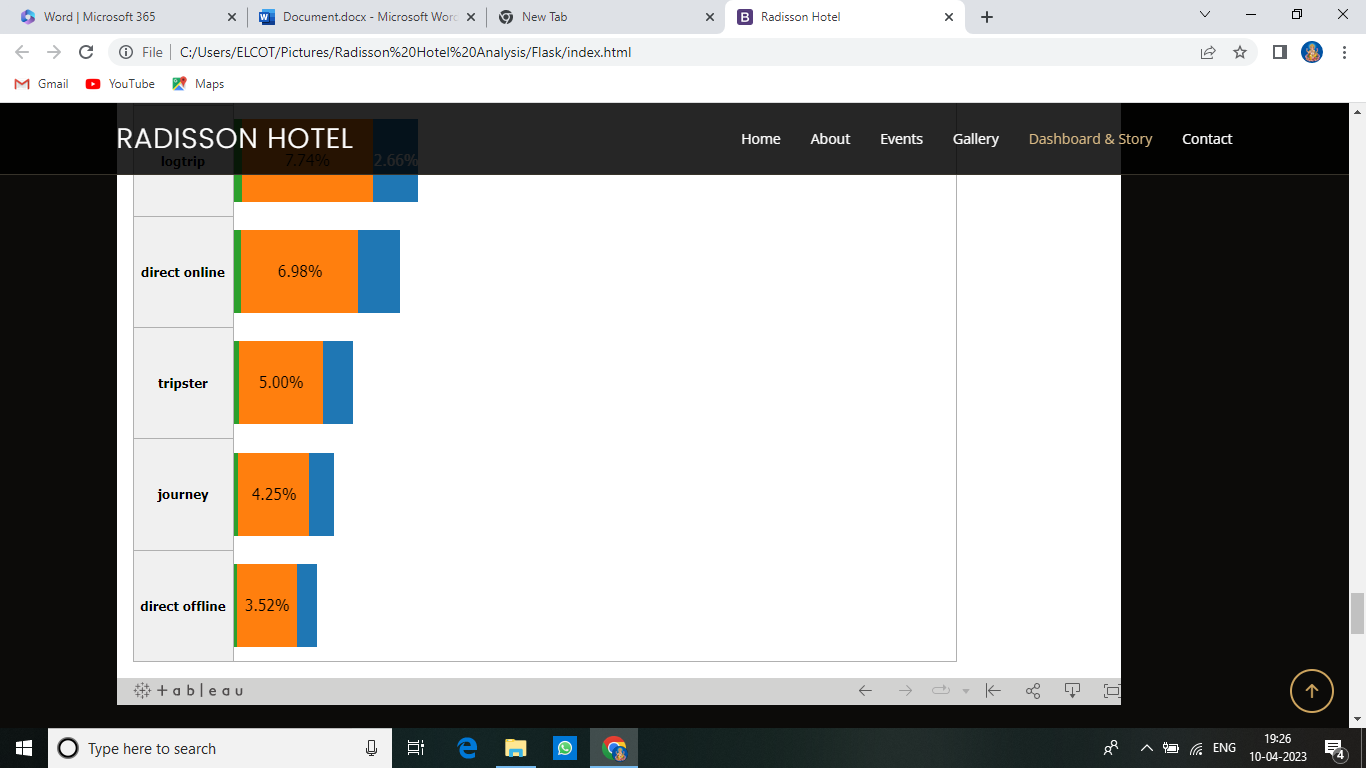 Word | Microsoft 365
Document.docx - Microsoft Word
New Tab
Radisson Hotel
File
C:/Users/ELCOT/Pictures/Radisson%20Hotel%20Analysis/Flask/index.html
Gmail
YouTube
Maps
RADISSON HOTEL
Home
About
Events
Gallery
Dashboard & Story
Contact
logtrip
7.74%
2.66%
direct online
6.98%
tripster
5.00%
journey
4.25%
direct offline
3.52%
+ a b l e a u
Type here to search
ENG
19:26
10-04-2023
4